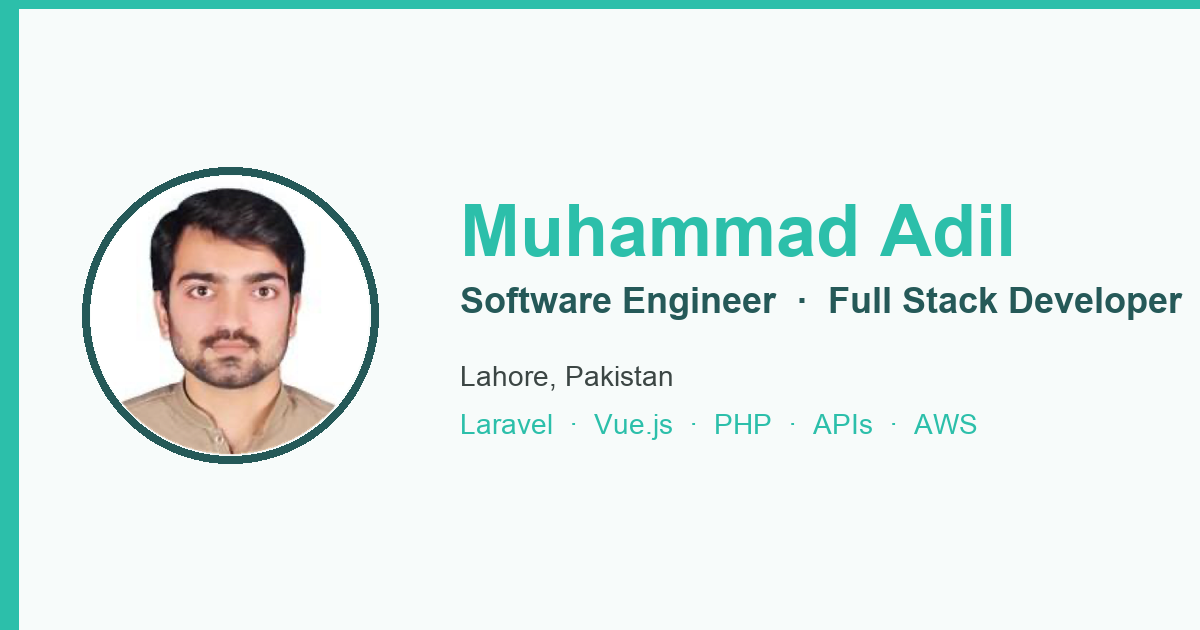 Muhammad Adil
Software Engineer · Full Stack Developer
Lahore, Pakistan
Laravel · Vue.js · PHP · APIs · AWS